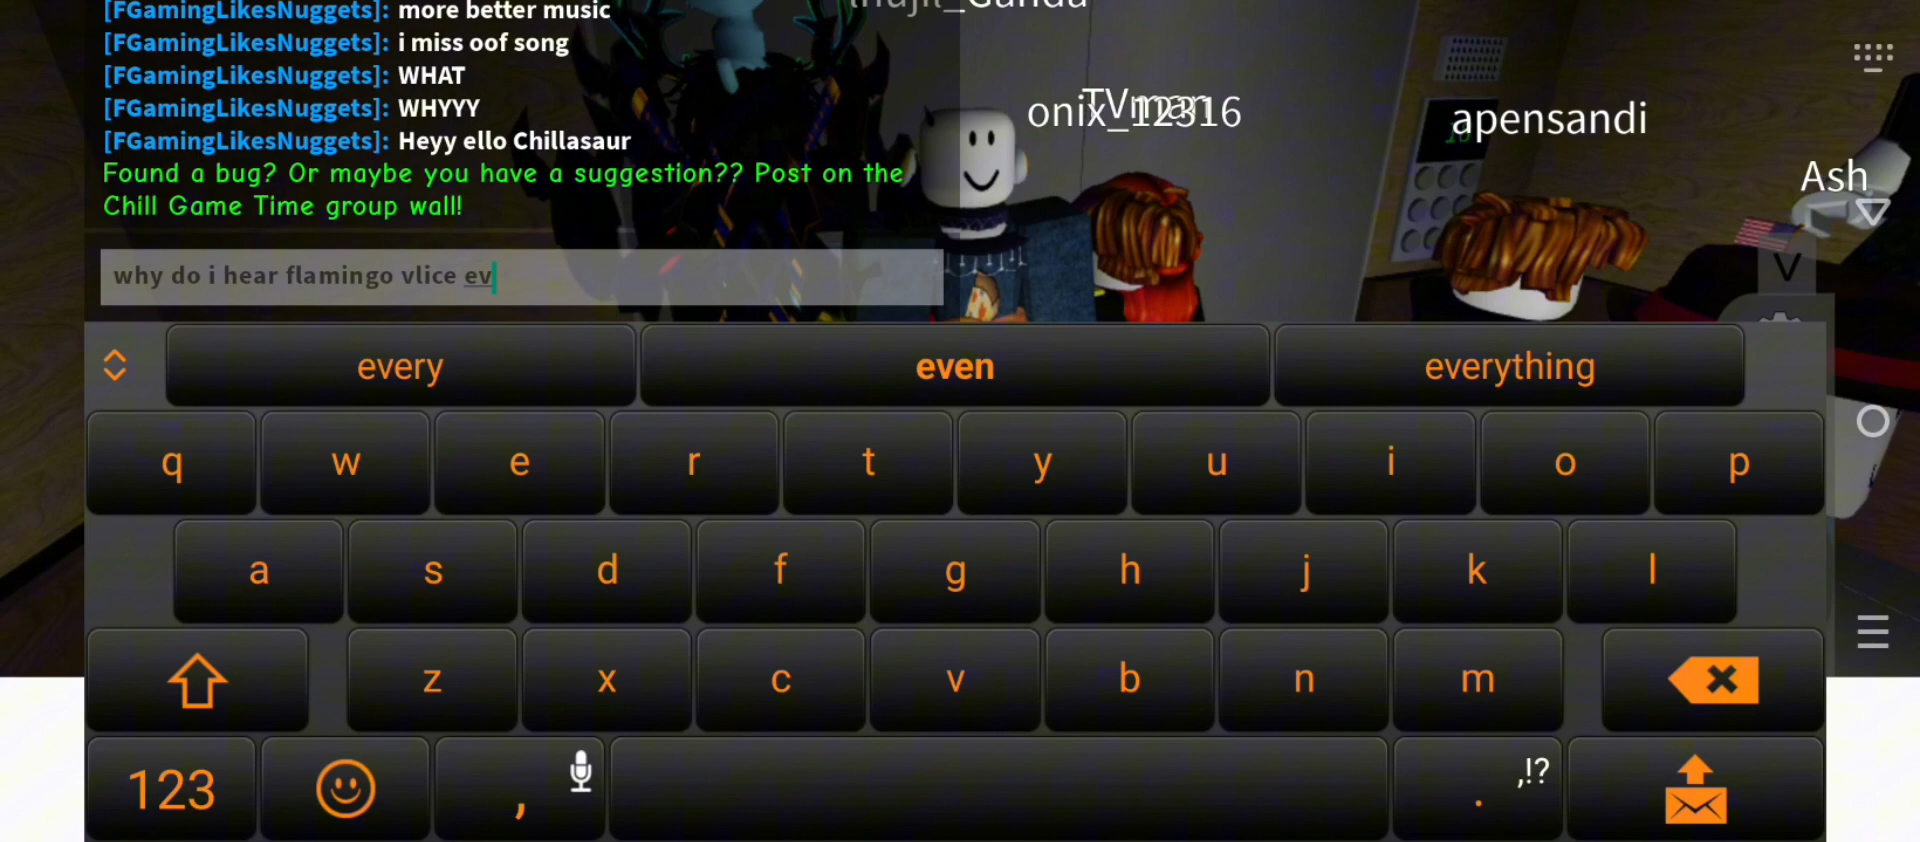 [FGamingLikesNuggets]: more better music
[FGamingLikesNuggets]: i miss oof song
[FGamingLikesNuggets]: WHAT
[FGamingLikesNuggets]: WHYYY
[FGamingLikesNuggets]: Heyy ello Chillasaur
Found a bug? Or maybe you have a suggestion?? Post on the
Chill Game Time group wall!
onix_12316
apensandi
Ash
why do i hear flamingo vlice ev
V
every even everything
q w e r t y u i o p
a s d f g h j k l
z x c v b n m
123 , . ,!?